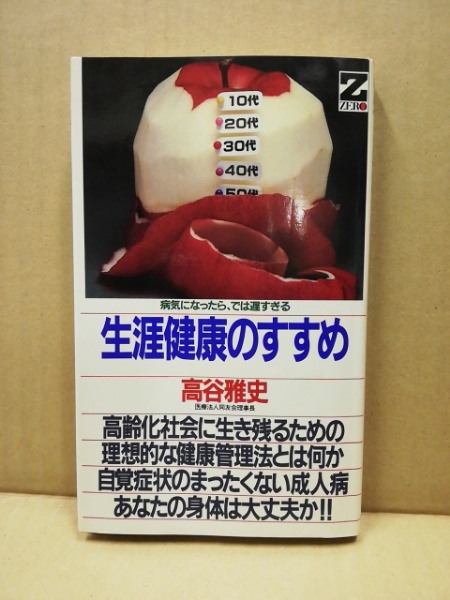 Z
ZERO
10代
20代
30代
40代
50代
病気になったら、では遅すぎる
生涯健康のすすめ
高谷雅史
医療法人同友会理事長
高齢化社会に生き残るための
理想的な健康管理法とは何か
自覚症状のまったくない成人病
あなたの身体は大丈夫か!!